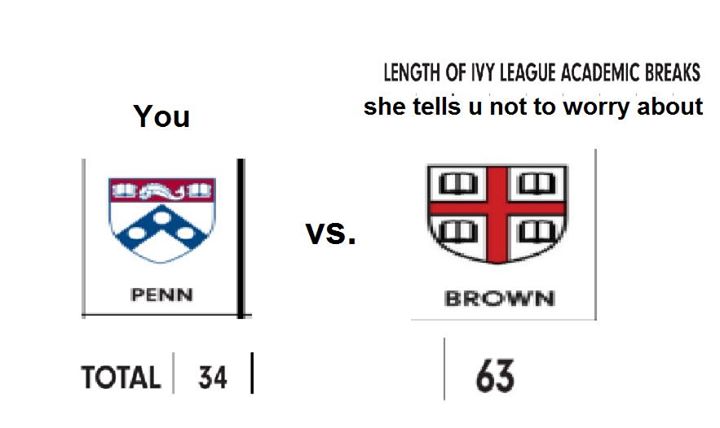 LENGTH OF IVY LEAGUE ACADEMIC BREAKS
You
she tells u not to worry about
vs.
PENN
BROWN
TOTAL 34
63